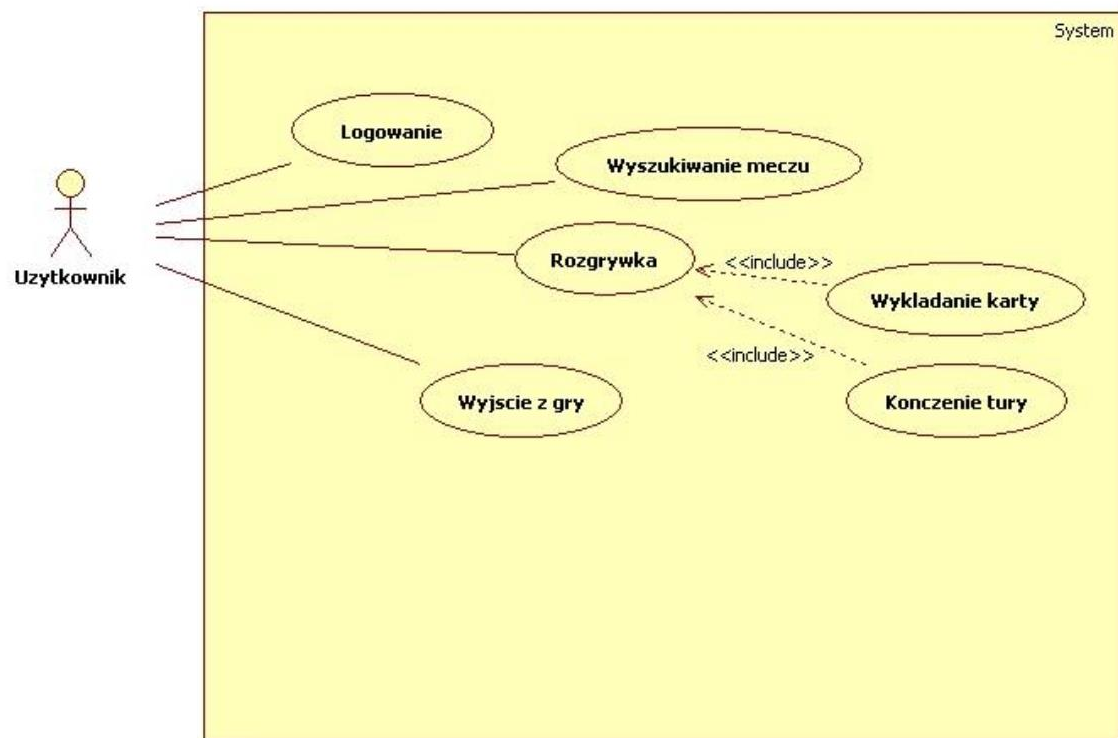 System
Logowanie
Wyszukiwanie meczu
Rozgrywka
<<include>>
Wykladanie karty
Uzytkownik
<<include>>
Wyjscie z gry
Konczenie tury